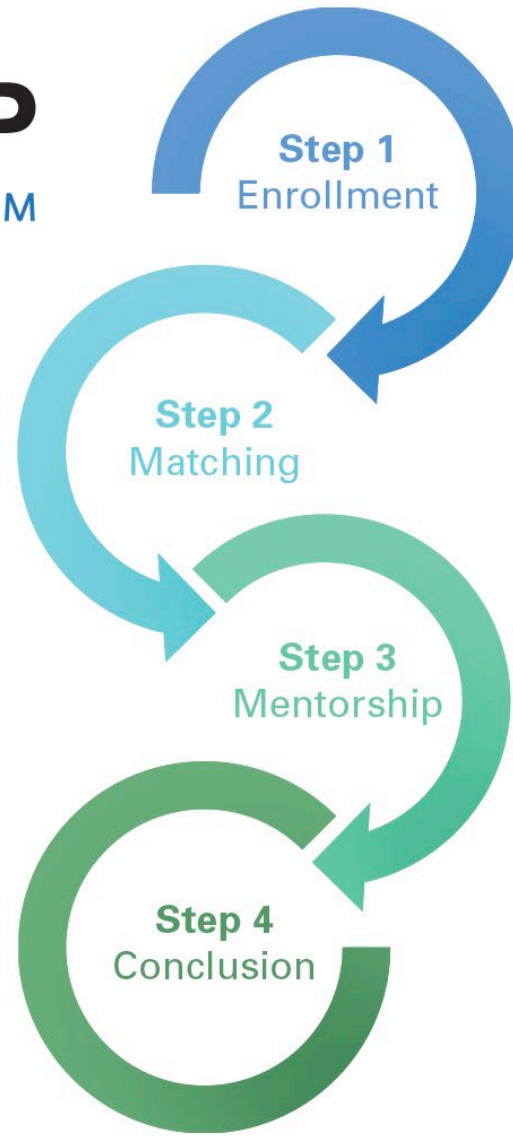 P
M
Step 1
Enrollment
Step 2
Matching
Step 3
Mentorship
Step 4
Conclusion